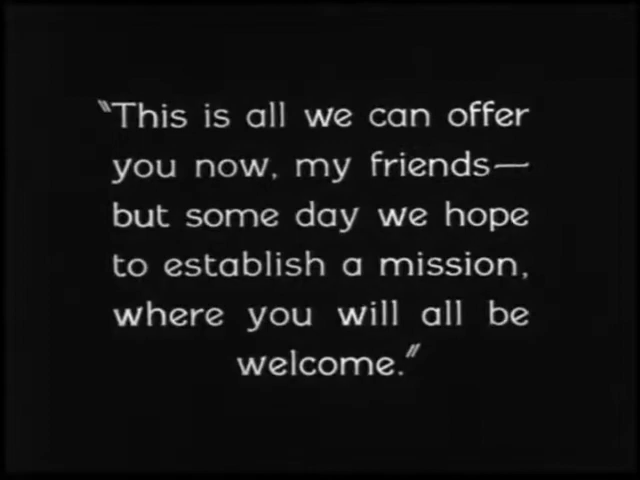 "This is all we can offer
you now, my friends—
but some day we hope
to establish a mission,
where you will all be
welcome."